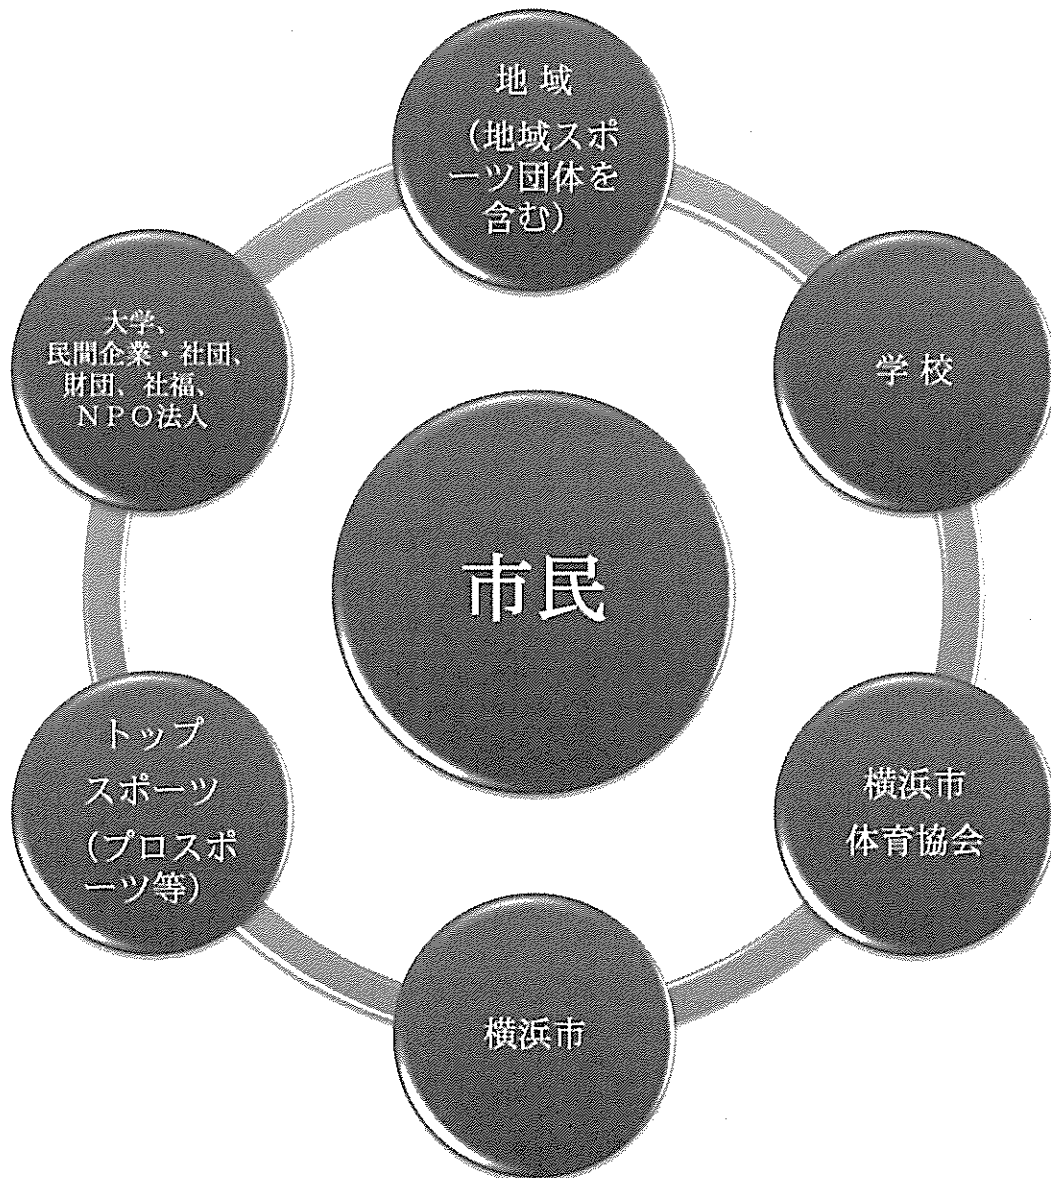 地 域
（地域スポ
ーツ団体を
含む）
学 校
横浜市
体育協会
横浜市
トップ
スポーツ
（プロスポ
ーツ等）
大学、
民間企業・社団、
財団、社福、
ＮＰＯ法人
市民